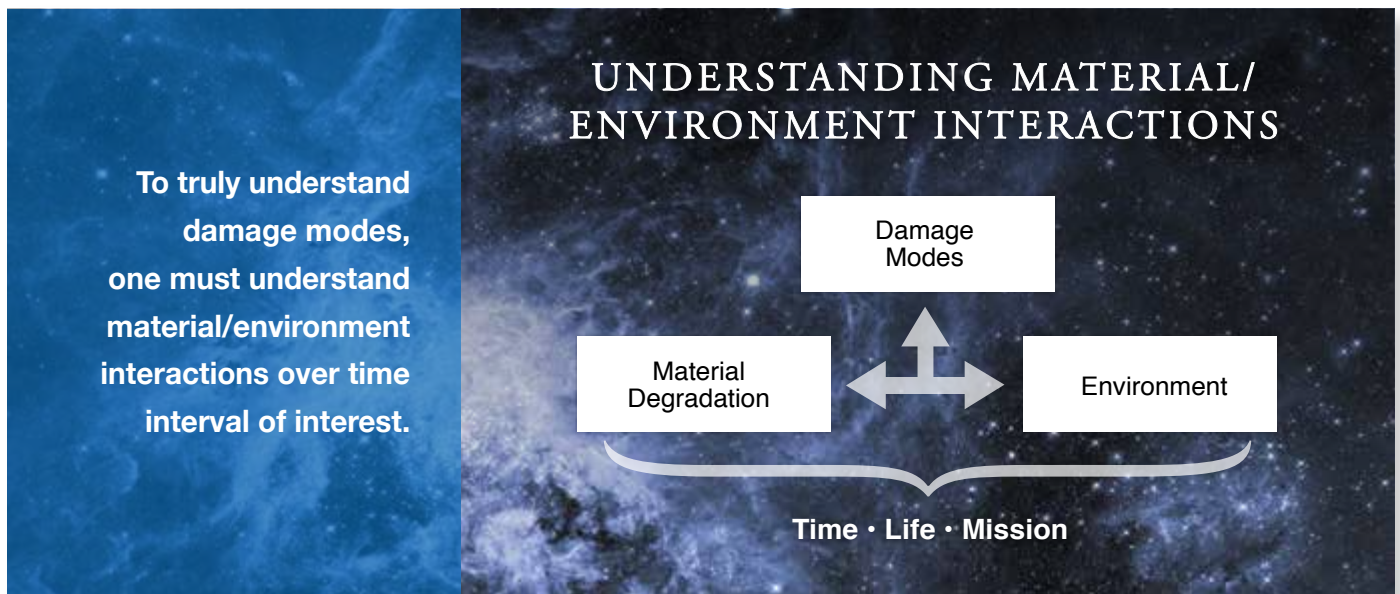 To truly understand
damage modes,
one must understand
material/environment
interactions over time
interval of interest.
UNDERSTANDING MATERIAL/
ENVIRONMENT INTERACTIONS
Damage
Modes
Material
Degradation
Environment
Time • Life • Mission